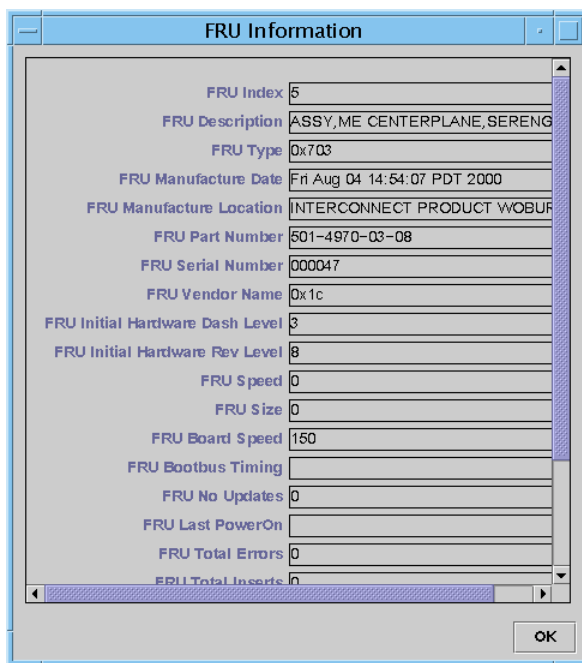 FRU Information
FRU Index 5
FRU Description ASSY,ME CENTERPLANE,SERENG
FRU Type 0x703
FRU Manufacture Date Fri Aug 04 14:54:07 PDT 2000
FRU Manufacture Location INTERCONNECT PRODUCT WOBUR
FRU Part Number 501-4970-03-08
FRU Serial Number 000047
FRU Vendor Name 0x1c
FRU Initial Hardware Dash Level 3
FRU Initial Hardware Rev Level 8
FRU Speed 0
FRU Size 0
FRU Board Speed 150
FRU Bootbus Timing
FRU No Updates 0
FRU Last PowerOn
FRU Total Errors 0
FRU Total Inserts 0
OK